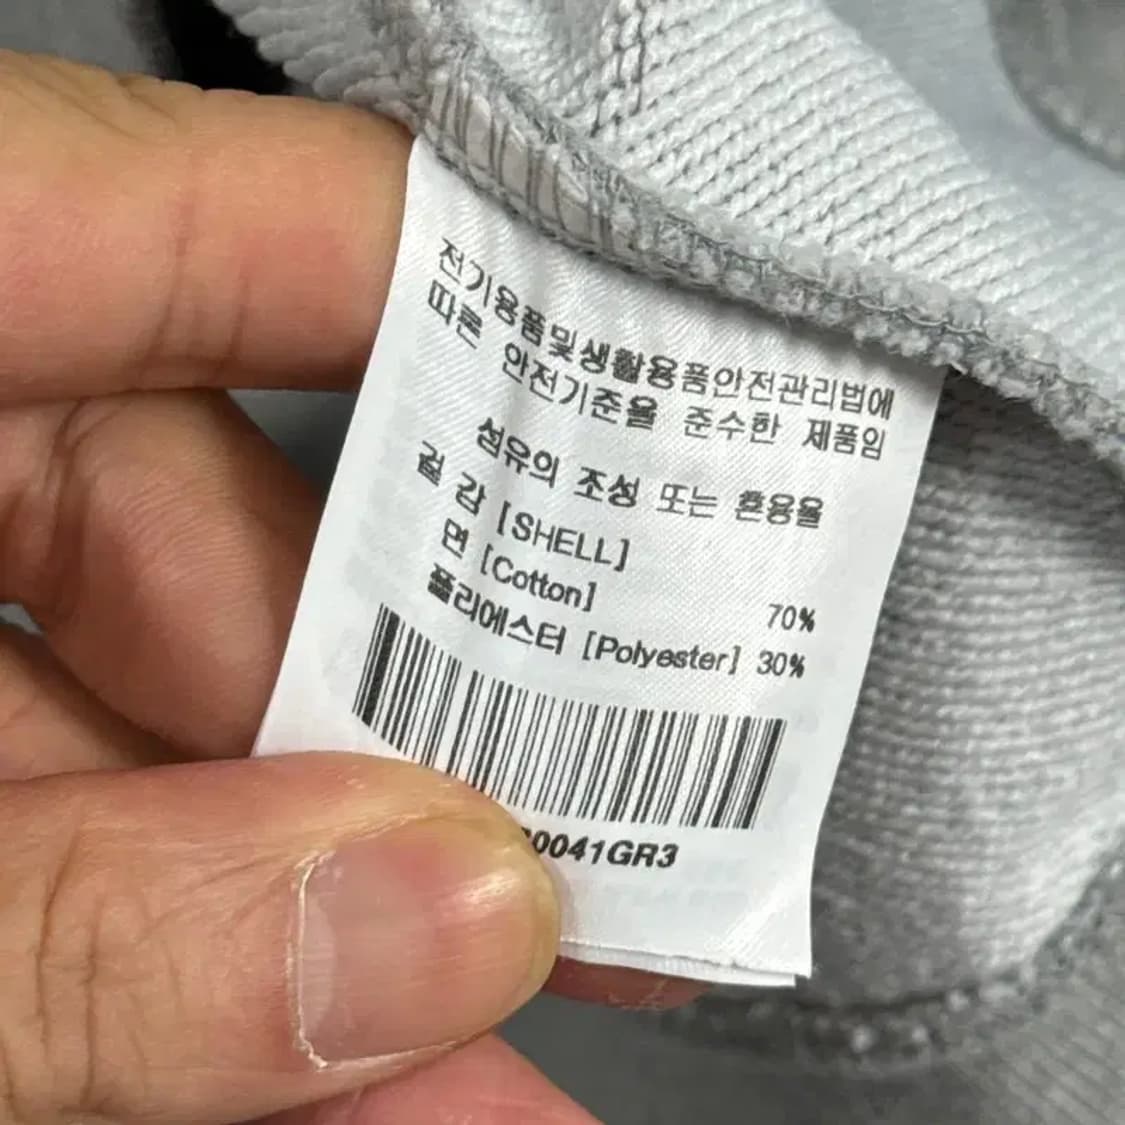 전기용품및생활용품안전관리법에
따른 안전기준을 준수한 제품임
섬유의 조성 또는 혼용율
겉 감 [SHELL]
면 [Cotton] 70%
폴리에스터 [Polyester] 30%
0041GR3